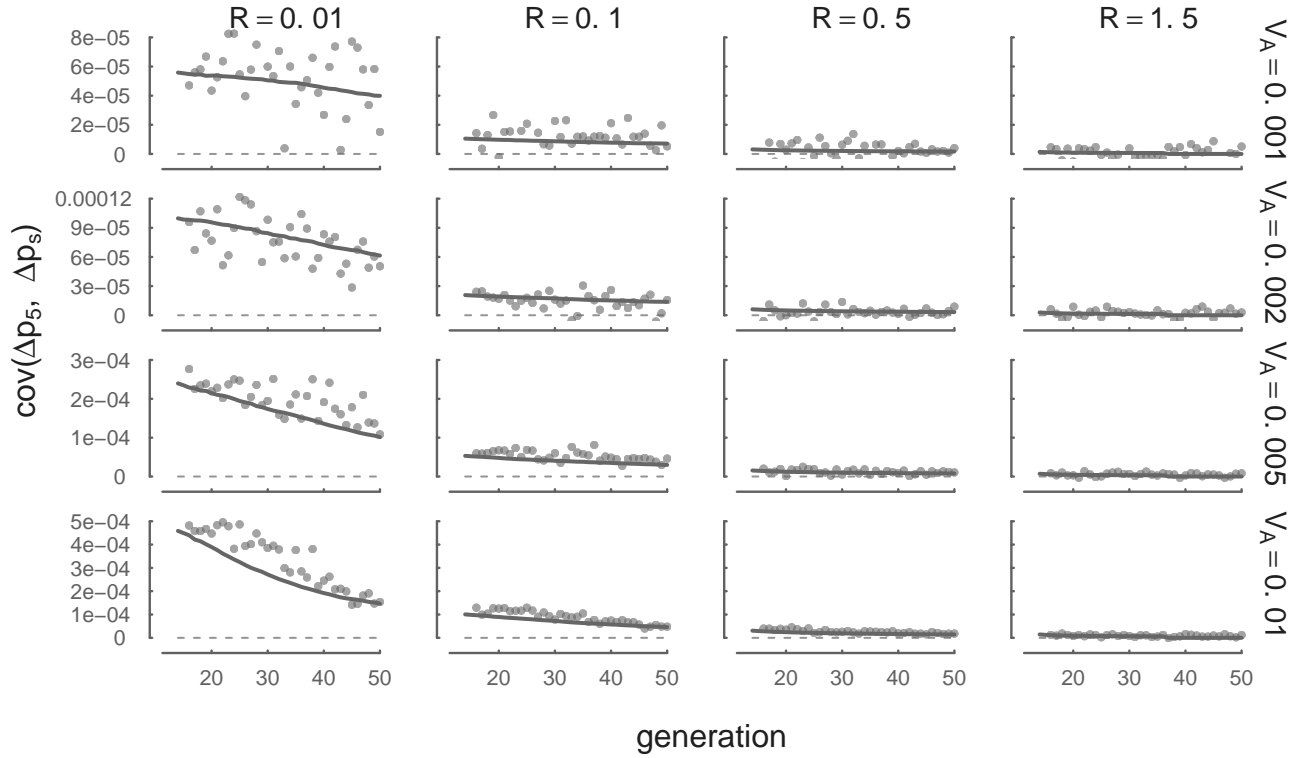 R = 0. 01
R = 0. 1
R = 0. 5
R = 1. 5
8e−05
6e−05
4e−05
2e−05
0
V_A = 0. 001
0.00012
9e−05
6e−05
3e−05
0
V_A = 0. 002
3e−04
2e−04
1e−04
0
V_A = 0. 005
5e−04
4e−04
3e−04
2e−04
1e−04
0
V_A = 0. 01
cov(Δp₅, Δpₛ)
20 30 40 50
20 30 40 50
20 30 40 50
20 30 40 50
generation